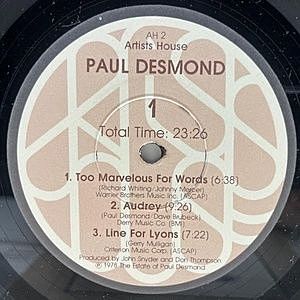 AH 2
Artists House
PAUL DESMOND
1
Total Time: 23:26
1. Too Marvelous For Words (6:38)
(Richard Whiting/Johnny Mercer)
Warner Brothers Music Inc. (ASCAP)
2. Audrey (9:26)
(Paul Desmond/Dave Brubeck)
Derry Music Co (BMI)
3. Line For Lyons (7:22)
(Gerry Mulligan)
Criterion Music Corp. (ASCAP)
Produced by John Snyder and Don Thompson
℗ 1978 The Estate of Paul Desmond